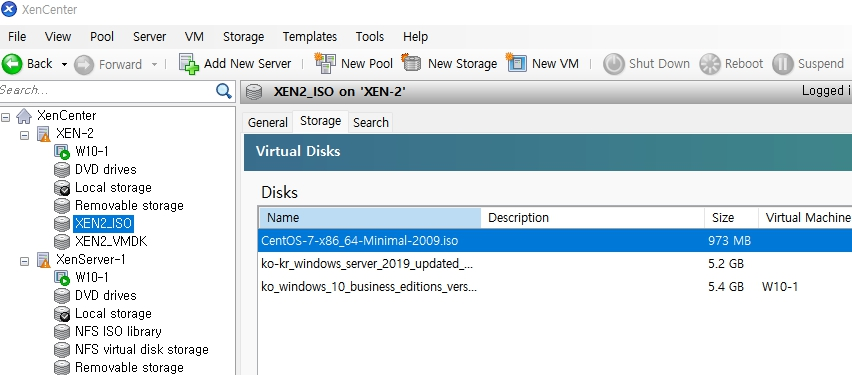 XenCenter
File View Pool Server VM Storage Templates Tools Help
Back Forward Add New Server New Pool New Storage New VM Shut Down Reboot Suspend
Search...
XEN2_ISO on 'XEN-2' Logged i
XenCenter
XEN-2
W10-1
DVD drives
Local storage
Removable storage
XEN2_ISO
XEN2_VMDK
XenServer-1
W10-1
DVD drives
Local storage
NFS ISO library
NFS virtual disk storage
Removable storage
General Storage Search
Virtual Disks
Disks
Name Description Size Virtual Machine
CentOS-7-x86_64-Minimal-2009.iso 973 MB
ko-kr_windows_server_2019_updated_... 5.2 GB
ko_windows_10_business_editions_vers... 5.4 GB W10-1